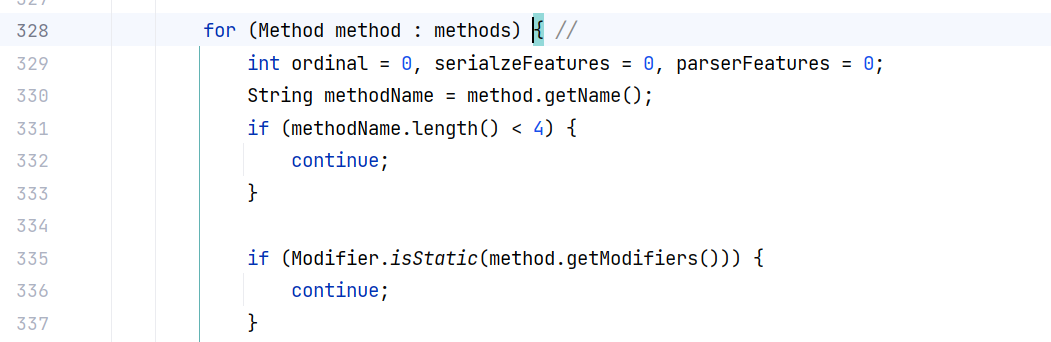 328 for (Method method : methods) { //
329 int ordinal = 0, serialzeFeatures = 0, parserFeatures = 0;
330 String methodName = method.getName();
331 if (methodName.length() < 4) {
332 continue;
333 }
334
335 if (Modifier.isStatic(method.getModifiers())) {
336 continue;
337 }